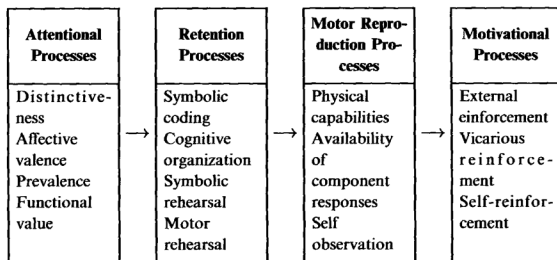 Attentional
Processes
Distinctive-
ness
Affective
valence
Prevalence
Functional
value
→
Retention
Processes
Symbolic
coding
Cognitive
organization
Symbolic
rehearsal
Motor
rehearsal
→
Motor Repro-
duction Pro-
cesses
Physical
capabilities
Availability
of
component
responses
Self
observation
→
Motivational
Processes
External
einforcement
Vicarious
reinforce-
ment
Self-reinfor-
cement